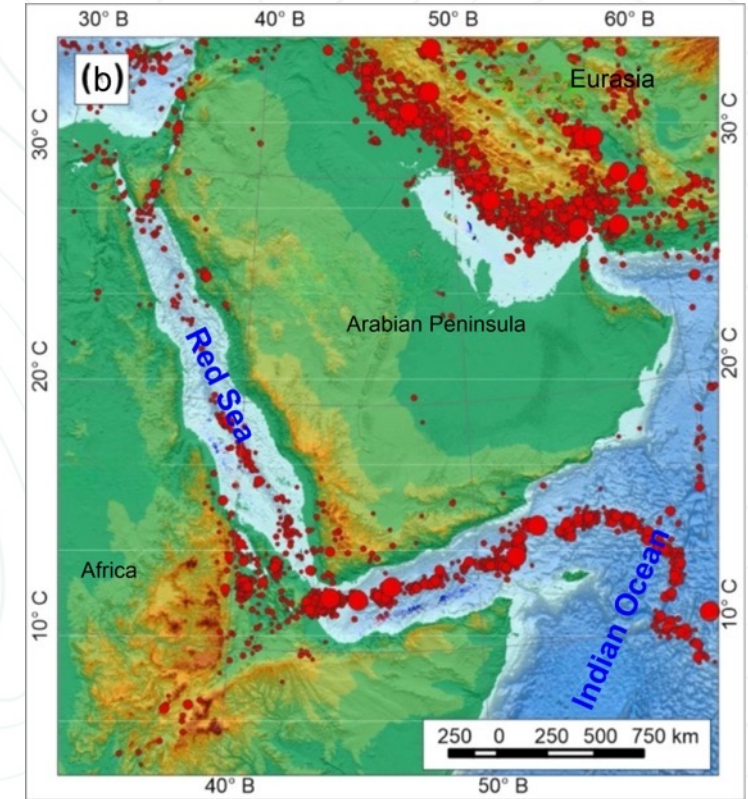 30° B 40° B 50° B 60° B
(b)
Eurasia
30° C
30° C
Arabian Peninsula
20° C
20° C
Red Sea
Africa
10° C
10° C
Indian Ocean
250 0 250 500 750 km
40° B 50° B